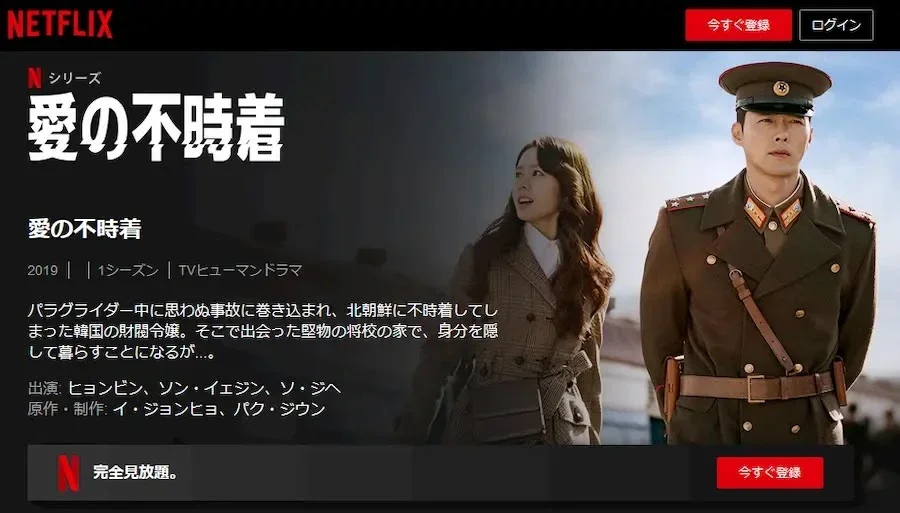 NETFLIX
今すぐ登録
ログイン
N シリーズ
愛の不時着
愛の不時着
2019 | | 1シーズン | TVヒューマンドラマ
パラグライダー中に思わぬ事故に巻き込まれ、北朝鮮に不時着してし
まった韓国の財閥令嬢。そこで出会った堅物の将校の家で、身分を隠
して暮らすことになるが...。
出演: ヒョンビン、ソン・イェジン、ソ・ジヘ
原作・制作: イ・ジョンヒョ、パク・ジウン
N 完全見放題。
今すぐ登録